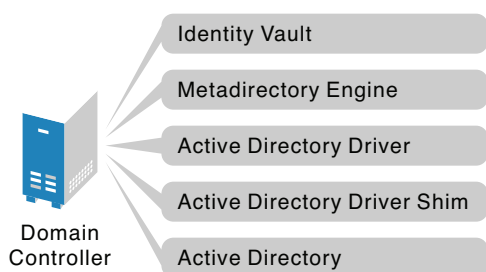 Identity Vault
Metadirectory Engine
Active Directory Driver
Active Directory Driver Shim
Active Directory
Domain
Controller